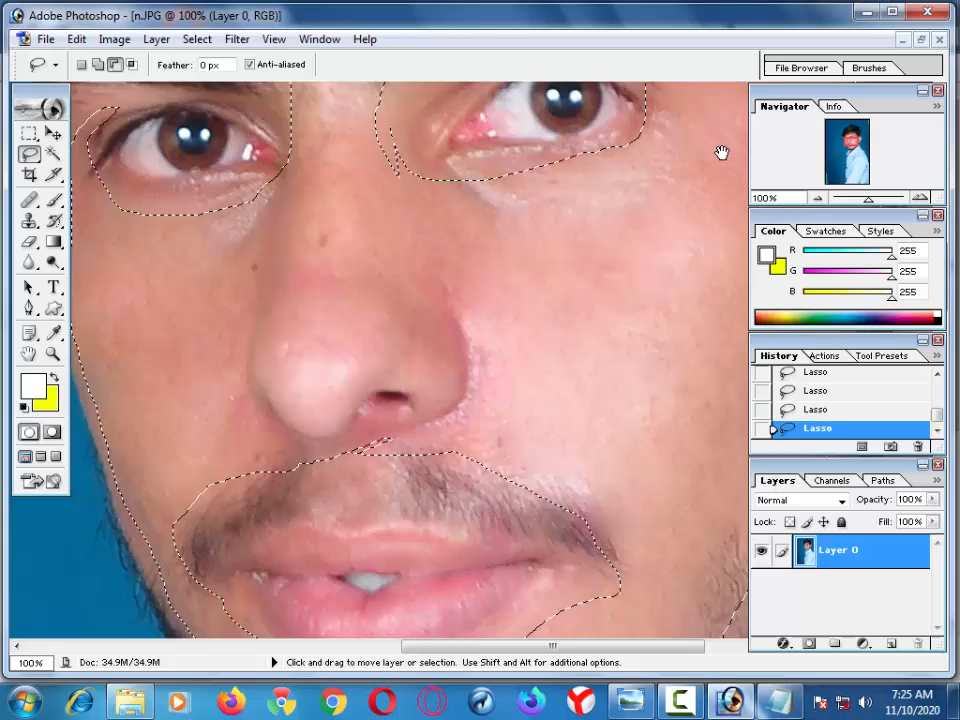 Adobe Photoshop - [n.JPG @ 100% (Layer 0, RGB)]
File Edit Image Layer Select Filter View Window Help
Feather: 0 px Anti-aliased File Browser Brushes
Navigator Info
100%
Color Swatches Styles
R 255
G 255
B 255
History Actions Tool Presets
Lasso
Lasso
Lasso
Lasso
Layers Channels Paths
Normal Opacity: 100%
Lock: Fill: 100%
Layer 0
T
100% Doc: 34.9M/34.9M Click and drag to move layer or selection. Use Shift and Alt for additional options.
7:25 AM
11/10/2020